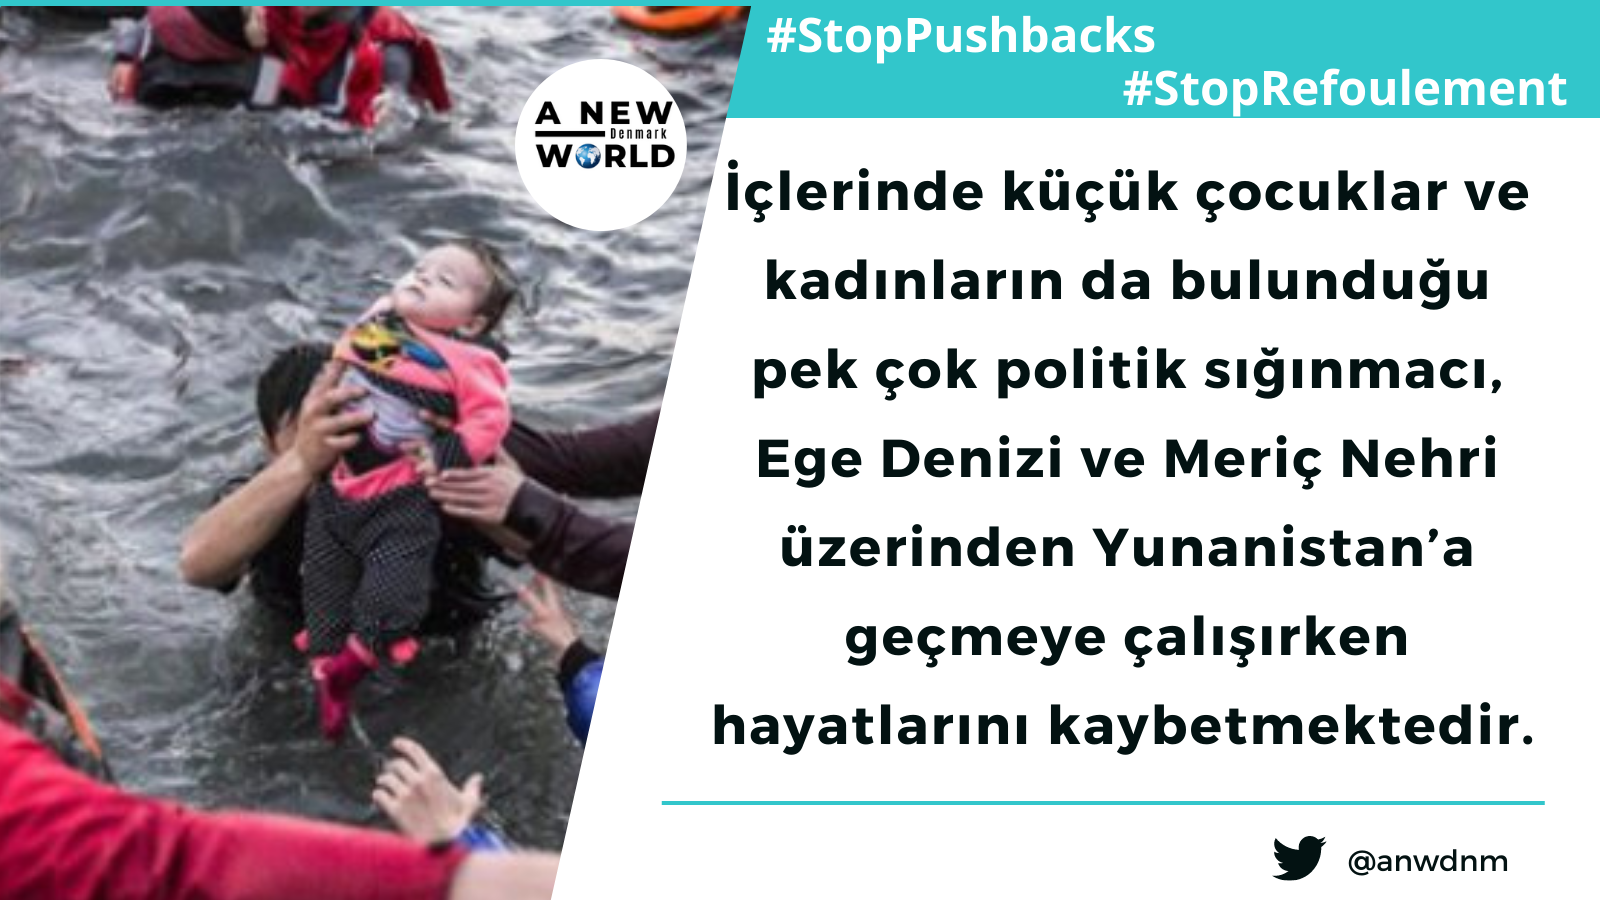 #StopPushbacks
#StopRefoulement
A NEW
Denmark
WORLD
İçlerinde küçük çocuklar ve
kadınların da bulunduğu
pek çok politik sığınmacı,
Ege Denizi ve Meriç Nehri
üzerinden Yunanistan’a
geçmeye çalışırken
hayatlarını kaybetmektedir.
@anwdnm